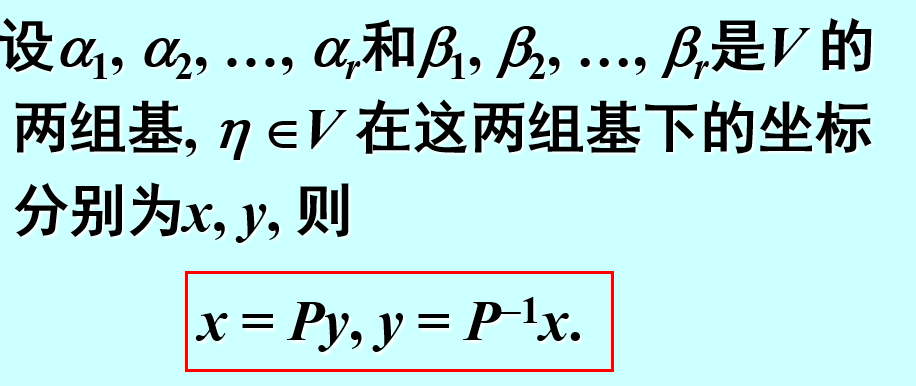 设α₁, α₂, …, αᵣ和β₁, β₂, …, βᵣ是V 的
两组基, η ∈V 在这两组基下的坐标
分别为x, y, 则
x = Py, y = P⁻¹x.